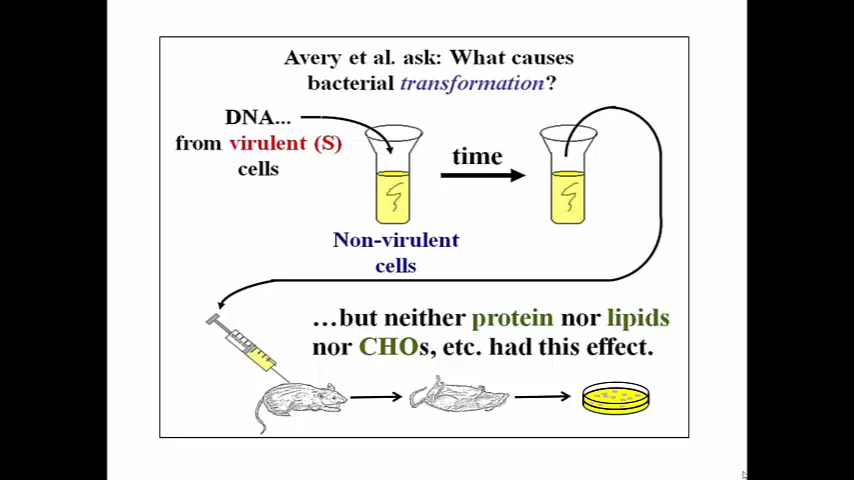 Avery et al. ask: What causes
bacterial transformation?
DNA...
from virulent (S)
cells
time
Non-virulent
cells
…but neither protein nor lipids
nor CHOs, etc. had this effect.